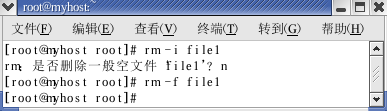 root@myhost:~
文件(F) 编辑(E) 查看(V) 终端(T) 转到(G) 帮助(H)
[root@myhost root]# rm -i file1
rm：是否删除一般空文件 'file1'? n
[root@myhost root]# rm -f file1
[root@myhost root]#